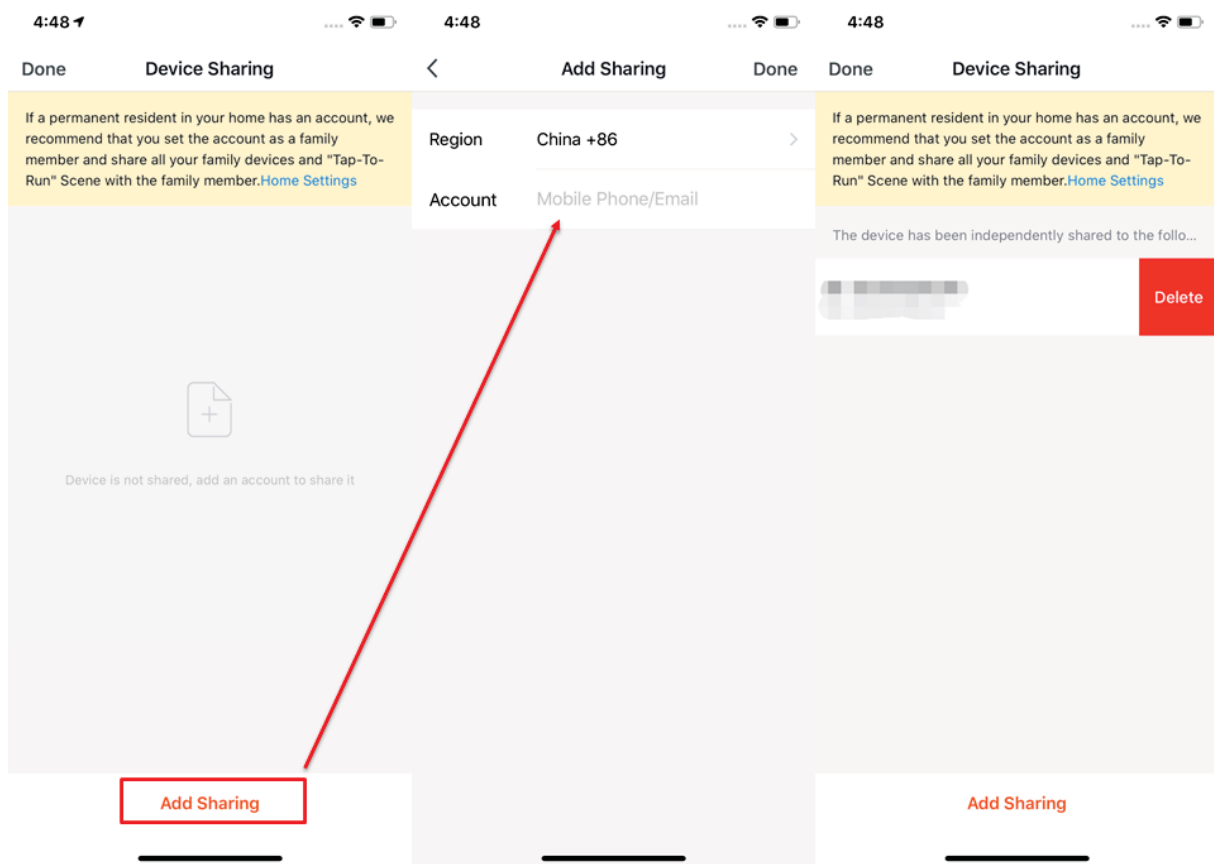 4:48
Done
Device Sharing
If a permanent resident in your home has an account, we
recommend that you set the account as a family
member and share all your family devices and "Tap-To-
Run" Scene with the family member.Home Settings
Device is not shared, add an account to share it
Add Sharing
4:48
Add Sharing
Done
Region
China +86
Account
Mobile Phone/Email
4:48
Done
Device Sharing
If a permanent resident in your home has an account, we
recommend that you set the account as a family
member and share all your family devices and "Tap-To-
Run" Scene with the family member.Home Settings
The device has been independently shared to the follo...
Delete
Add Sharing